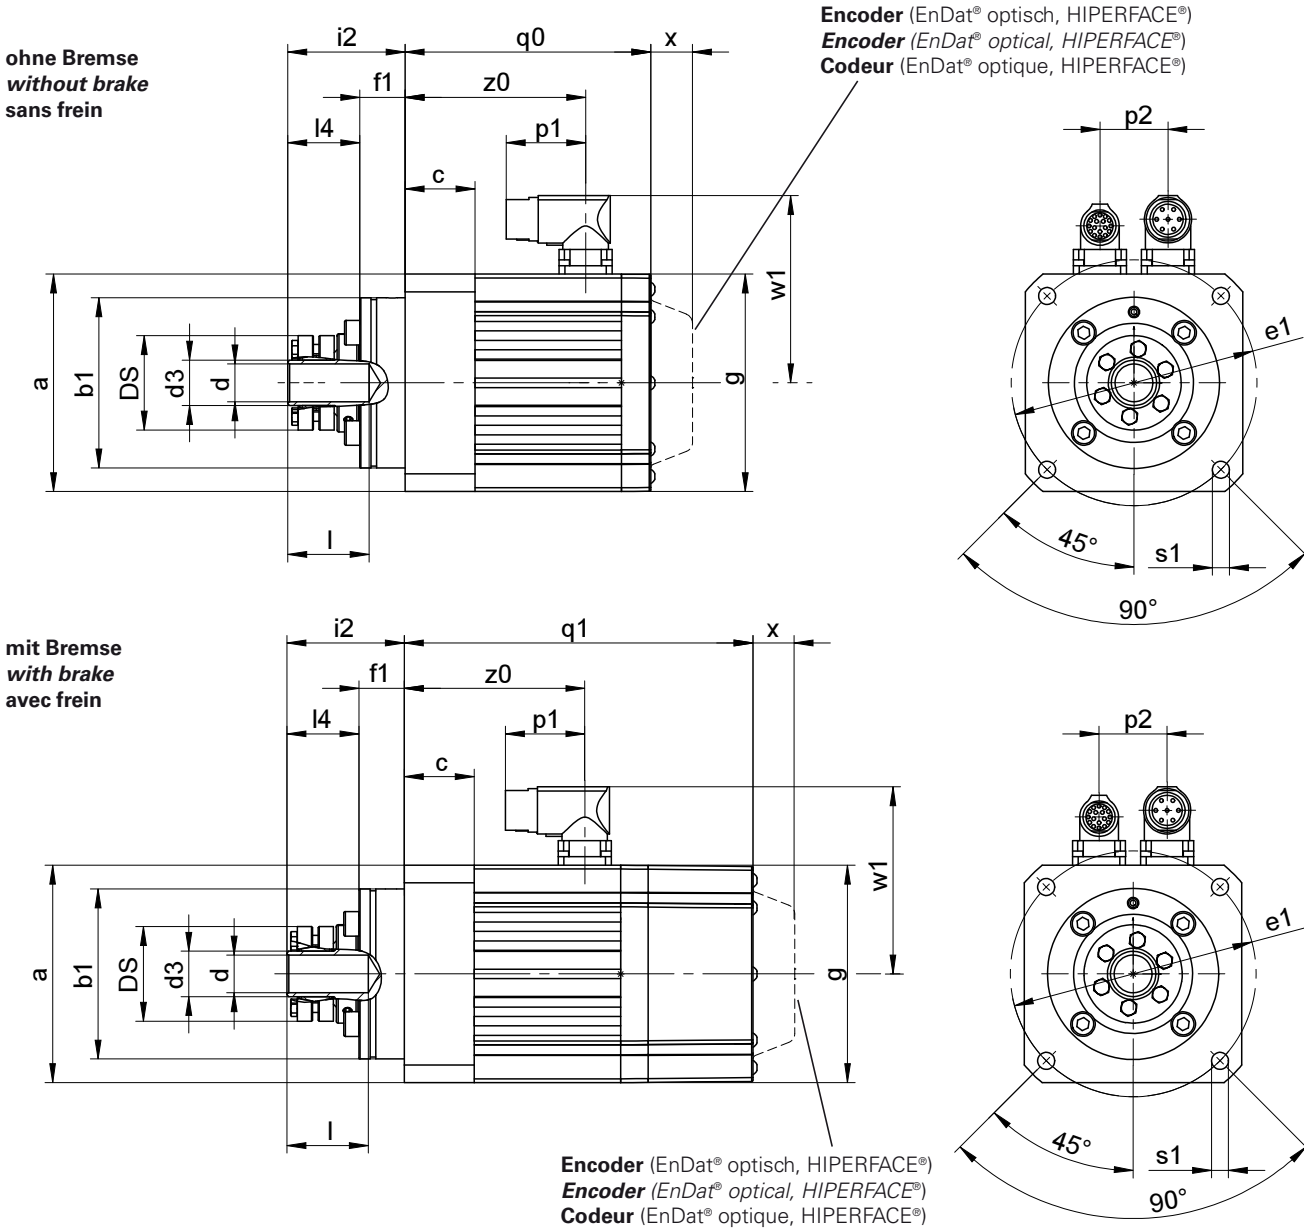 Encoder (EnDat® optisch, HIPERFACE®)
Encoder (EnDat® optical, HIPERFACE®)
Codeur (EnDat® optique, HIPERFACE®)
ohne Bremse
without brake
sans frein
i2
q0
x
f1
z0
l4
p1
c
w1
a
b1
DS
d3
d
g
l
p2
e1
45°
s1
90°
mit Bremse
with brake
avec frein
i2
q1
x
f1
z0
l4
p1
c
w1
a
b1
DS
d3
d
g
l
p2
e1
45°
s1
90°
Encoder (EnDat® optisch, HIPERFACE®)
Encoder (EnDat® optical, HIPERFACE®)
Codeur (EnDat® optique, HIPERFACE®)